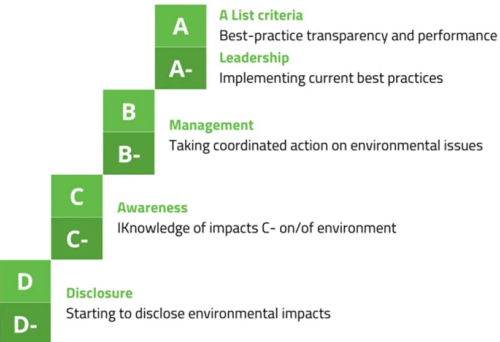 A
A List criteria
Best-practice transparency and performance
A-
Leadership
Implementing current best practices
B
B-
Management
Taking coordinated action on environmental issues
C
C-
Awareness
IKnowledge of impacts C- on/of environment
D
D-
Disclosure
Starting to disclose environmental impacts